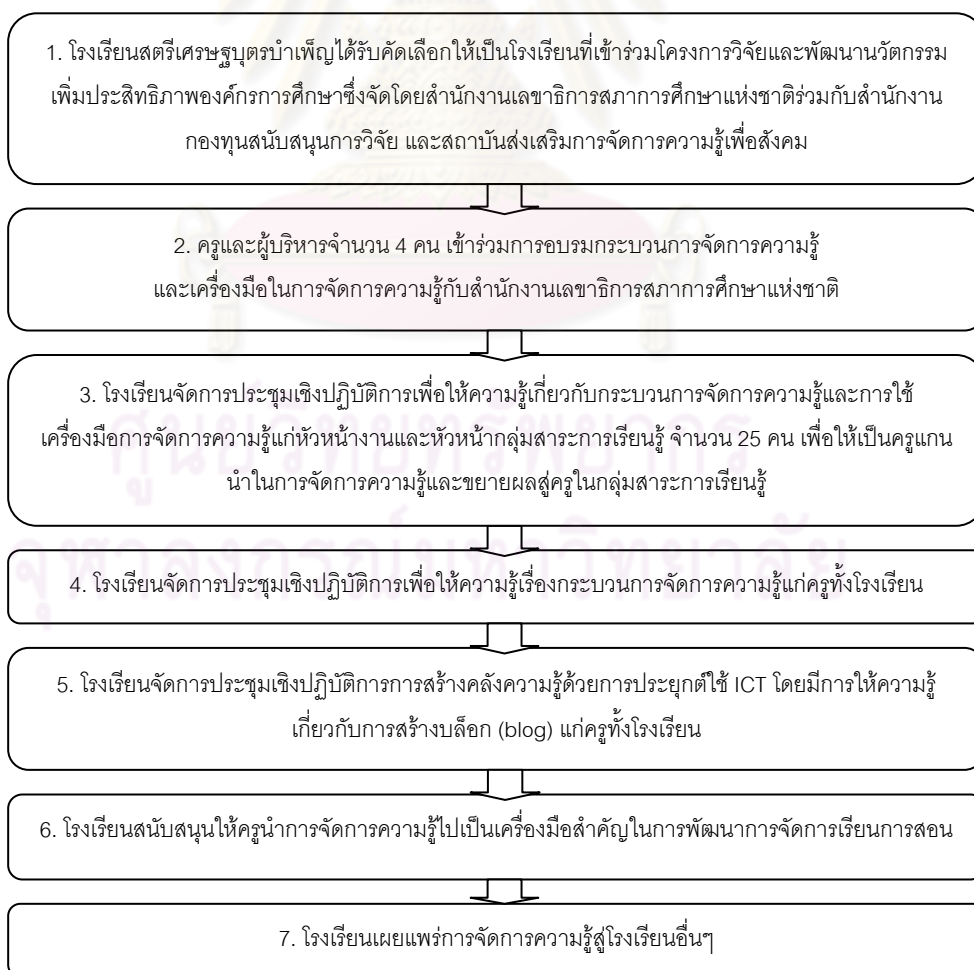 1. โรงเรียนสตรีเศรษฐบุตรบำเพ็ญได้รับคัดเลือกให้เป็นโรงเรียนที่เข้าร่วมโครงการวิจัยและพัฒนานวัตกรรม
เพิ่มประสิทธิภาพองค์กรการศึกษาซึ่งจัดโดยสำนักงานเลขาธิการสภาการศึกษาแห่งชาติร่วมกับสำนักงาน
กองทุนสนับสนุนการวิจัย และสถาบันส่งเสริมการจัดการความรู้เพื่อสังคม
2. ครูและผู้บริหารจำนวน 4 คน เข้าร่วมการอบรมกระบวนการจัดการความรู้
และเครื่องมือในการจัดการความรู้กับสำนักงานเลขาธิการสภาการศึกษาแห่งชาติ
3. โรงเรียนจัดการประชุมเชิงปฏิบัติการเพื่อให้ความรู้เกี่ยวกับกระบวนการจัดการความรู้และการใช้
เครื่องมือการจัดการความรู้แก่หัวหน้างานและหัวหน้ากลุ่มสาระการเรียนรู้ จำนวน 25 คน เพื่อให้เป็นครูแกน
นำในการจัดการความรู้และขยายผลสู่ครูในกลุ่มสาระการเรียนรู้
ศูนย์วิทยทรัพยากร
จุฬาลงกรณ์มหาวิทยาลัย
4. โรงเรียนจัดการประชุมเชิงปฏิบัติการเพื่อให้ความรู้เรื่องกระบวนการจัดการความรู้แก่ครูทั้งโรงเรียน
5. โรงเรียนจัดการประชุมเชิงปฏิบัติการการสร้างคลังความรู้ด้วยการประยุกต์ใช้ ICT โดยมีการให้ความรู้
เกี่ยวกับการสร้างบล็อก (blog) แก่ครูทั้งโรงเรียน
6. โรงเรียนสนับสนุนให้ครูนำการจัดการความรู้ไปเป็นเครื่องมือสำคัญในการพัฒนาการจัดการเรียนการสอน
7. โรงเรียนเผยแพร่การจัดการความรู้สู่โรงเรียนอื่นๆ